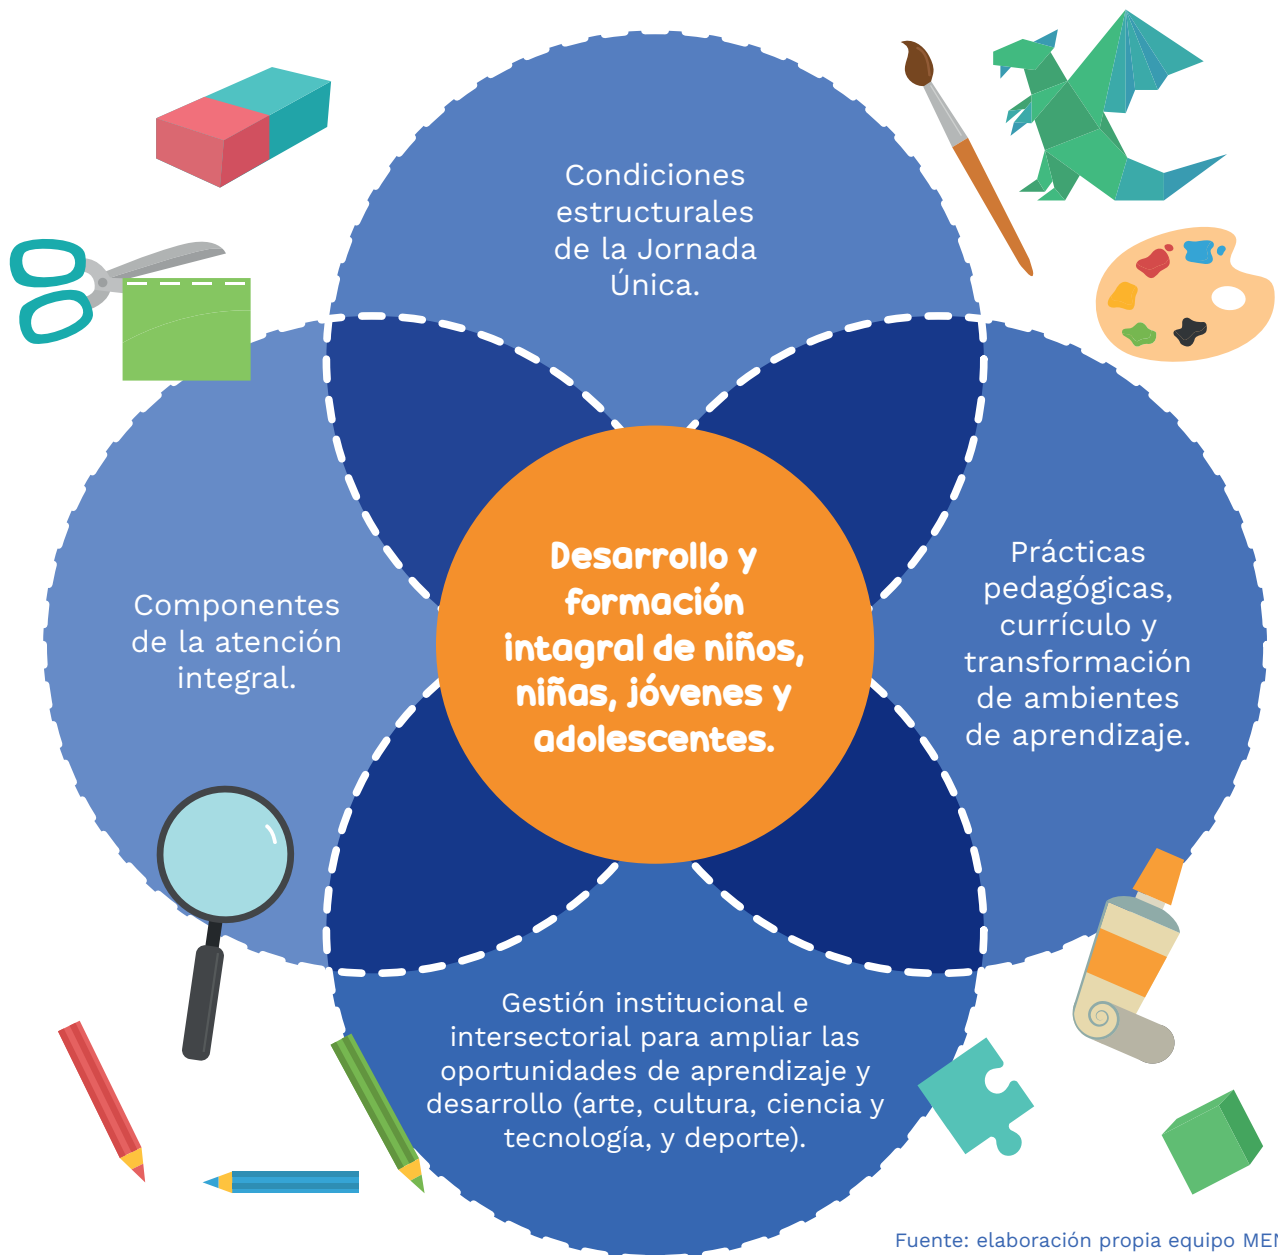 Condiciones
estructurales
de la Jornada
Única.
Componentes
de la atención
integral.
Desarrollo y
formación
intagral de niños,
niñas, jóvenes y
adolescentes.
Prácticas
pedagógicas,
currículo y
transformación
de ambientes
de aprendizaje.
Gestión institucional e
intersectorial para ampliar las
oportunidades de aprendizaje y
desarrollo (arte, cultura, ciencia y
tecnología, y deporte).
Fuente: elaboración propia equipo MEN